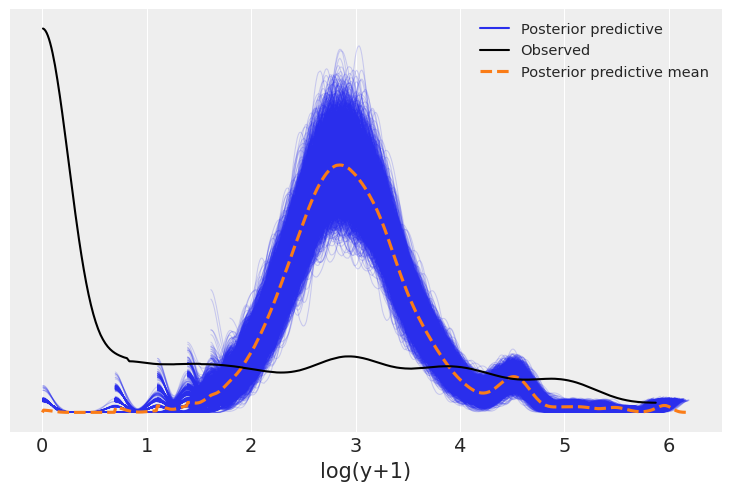 Posterior predictive
Observed
Posterior predictive mean
0 1 2 3 4 5 6
log(y+1)